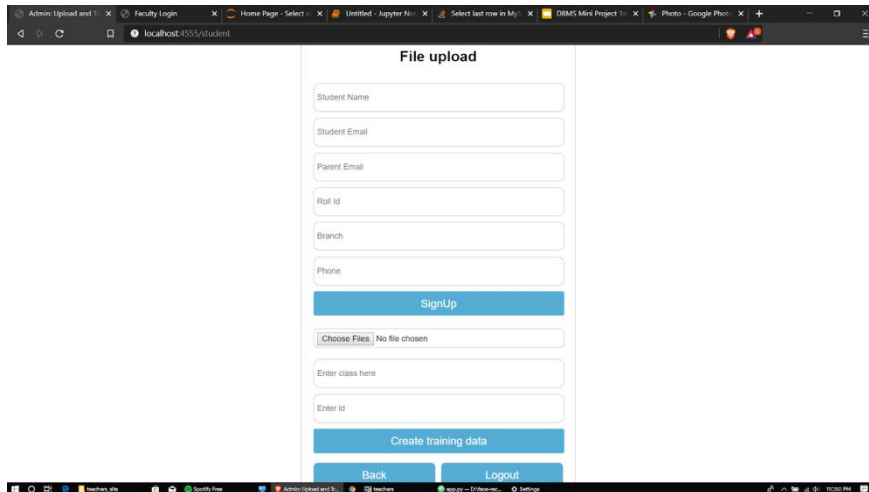 Admin: Upload and Tr
Faculty Login
Home Page - Select o
Untitled - Jupyter Not
Select last row in MyS
DBMS Mini Project 1s
Photo - Google Photo
localhost:4555/student
File upload
Student Name
Student Email
Parent Email
Roll Id
Branch
Phone
SignUp
Choose Files No file chosen
Enter class here
Enter id
Create training data
Back Logout
teachers_site
Spotify Free
Admin: Upload and Tr...
teachers
app.py — D:\face-rec...
Settings
11:0:50 PM